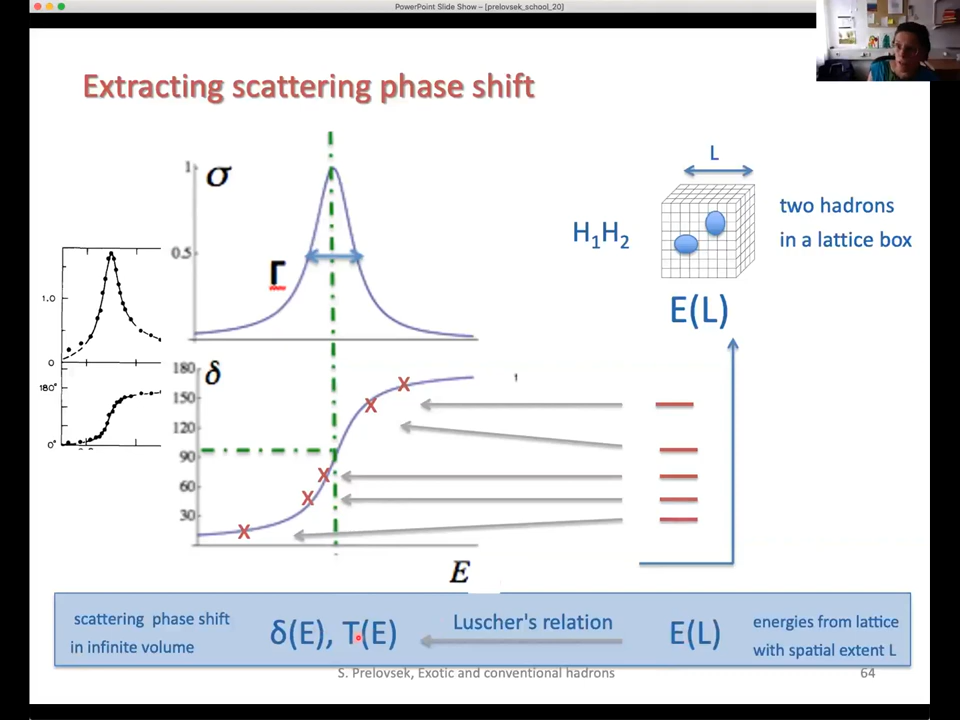 PowerPoint Slide Show – [prelovsek_school_20]
Extracting scattering phase shift
L
1
σ
0.5
Γ
H₁H₂
two hadrons
in a lattice box
E(L)
1.0
0
180°
0°
180
δ
150
120
90
60
30
X
X
X
X
X
E
scattering phase shift
in infinite volume
δ(E), T(E)
Luscher's relation
E(L)
energies from lattice
with spatial extent L
S. Prelovsek, Exotic and conventional hadrons
64